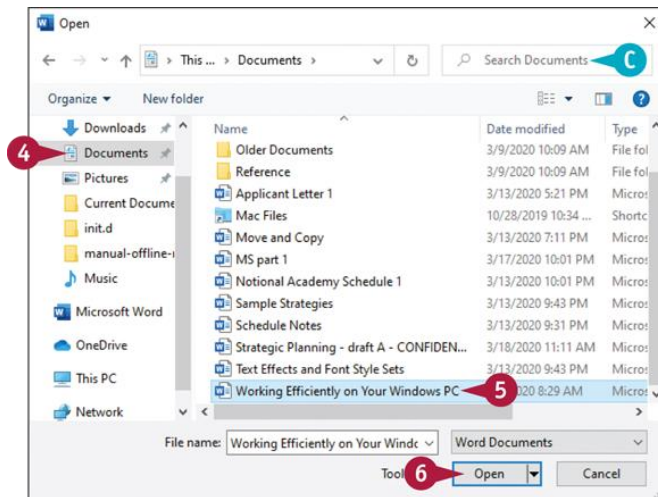 Open
This ... › Documents ›
Search Documents
C
Organize
New folder
?
Downloads
4
Documents
Pictures
Current Docume
init.d
manual-offline-
Music
Microsoft Word
OneDrive
This PC
Network
Name Date modified Type
Older Documents 3/9/2020 10:09 AM File fol
Reference 3/9/2020 10:09 AM File fol
Applicant Letter 1 3/13/2020 5:21 PM Micros
Mac Files 10/28/2019 10:34 ... Shortc
Move and Copy 3/13/2020 7:11 PM Micros
MS part 1 3/17/2020 10:01 PM Micros
Notional Academy Schedule 1 3/13/2020 10:01 PM Micros
Sample Strategies 3/13/2020 9:43 PM Micros
Schedule Notes 3/13/2020 9:31 PM Micros
Strategic Planning - draft A - CONFIDEN... 3/18/2020 11:11 AM Micros
Text Effects and Font Style Sets 3/13/2020 9:43 PM Micros
Working Efficiently on Your Windows PC 5 020 8:29 AM Micros
File name: Working Efficiently on Your Windc Word Documents
Tool 6 Open Cancel